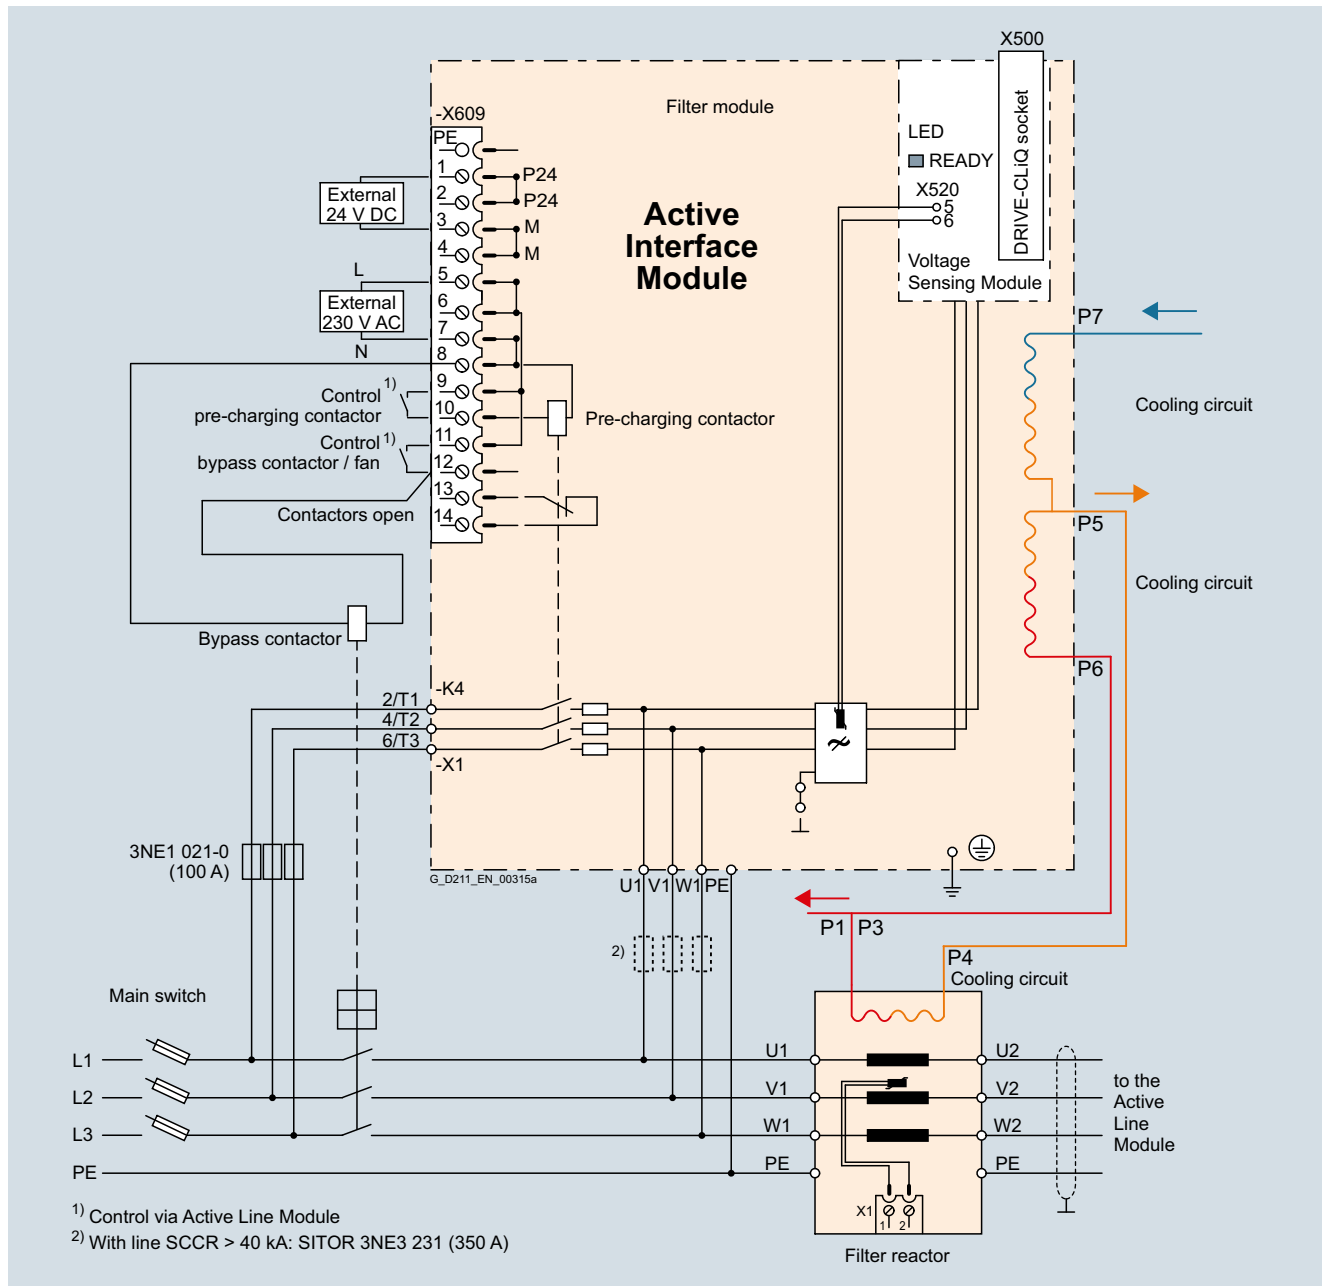 X500
-X609
Filter module
DRIVE-CLiQ socket
LED
READY
X520
5
6
Voltage
Sensing Module
Active
Interface
Module
PE
1
2
3
4
5
6
7
8
9
10
11
12
13
14
P24
P24
M
M
External
24 V DC
L
External
230 V AC
N
Control 1)
pre-charging contactor
Control 1)
bypass contactor / fan
Contactors open
Pre-charging contactor
Bypass contactor
P7
Cooling circuit
P5
Cooling circuit
P6
-K4
2/T1
4/T2
6/T3
-X1
3NE1 021-0
(100 A)
G_D211_EN_00315a
U1
V1
W1
PE
2)
P1
P3
P4
Cooling circuit
Main switch
L1
L2
L3
PE
U1
V1
W1
PE
U2
V2
W2
PE
to the
Active
Line
Module
X1
1
2
Filter reactor
1) Control via Active Line Module
2) With line SCCR > 40 kA: SITOR 3NE3 231 (350 A)